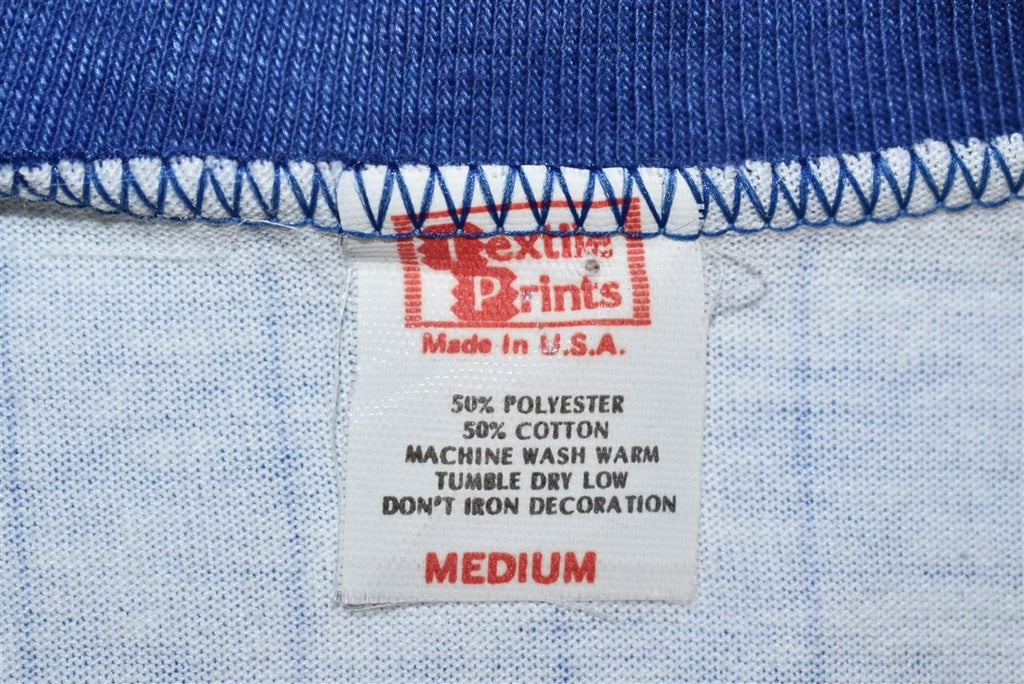 Textile
Prints
Made In U.S.A.
50% POLYESTER
50% COTTON
MACHINE WASH WARM
TUMBLE DRY LOW
DON'T IRON DECORATION
MEDIUM